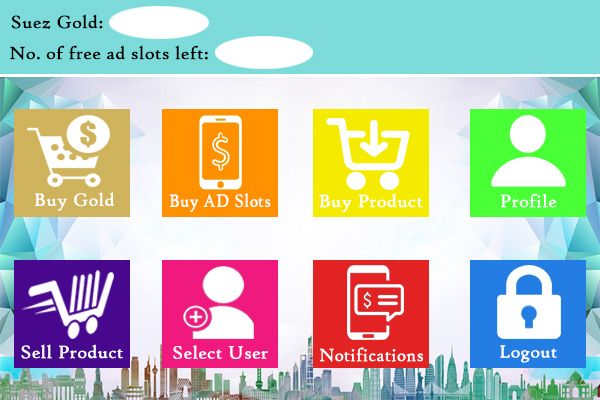 Suez Gold:
No. of free ad slots left:
$
Buy Gold
$
Buy AD Slots
Buy Product
Profile
Sell Product
Select User
$
Notifications
Logout